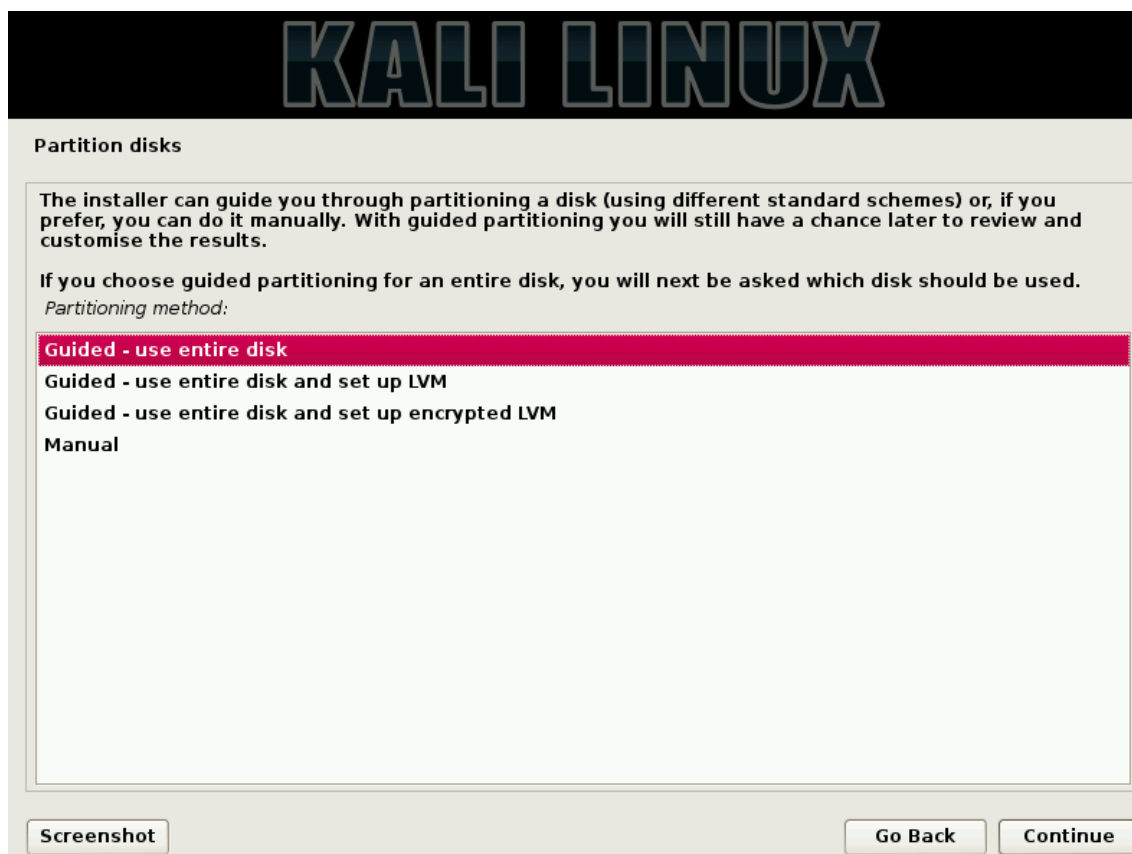 KALI LINUX
Partition disks
The installer can guide you through partitioning a disk (using different standard schemes) or, if you
prefer, you can do it manually. With guided partitioning you will still have a chance later to review and
customise the results.
If you choose guided partitioning for an entire disk, you will next be asked which disk should be used.
Partitioning method:
Guided - use entire disk
Guided - use entire disk and set up LVM
Guided - use entire disk and set up encrypted LVM
Manual
Screenshot
Go Back
Continue